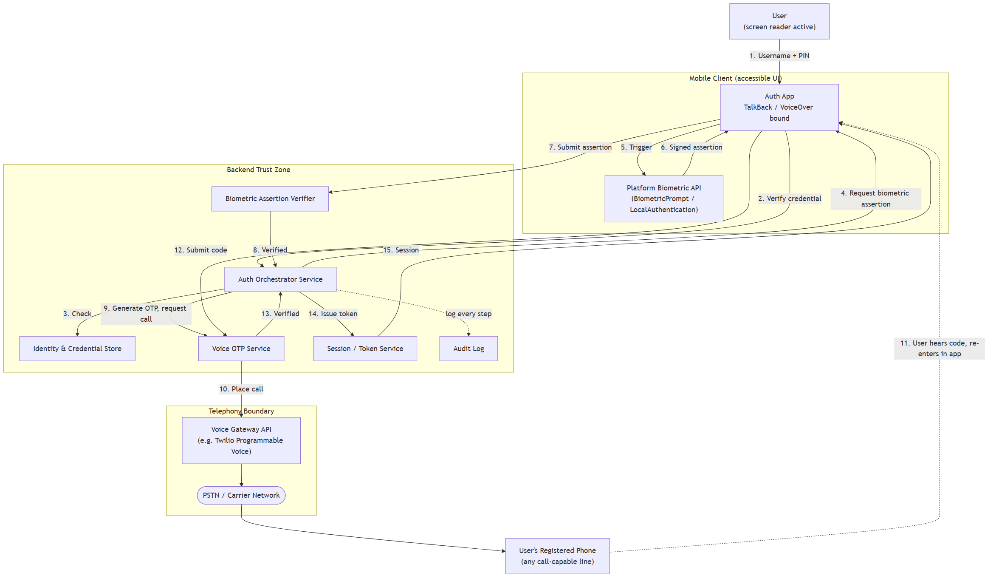 User
(screen reader active)
1. Username + PIN
Mobile Client (accessible UI)
Auth App
TalkBack / VoiceOver
bound
7. Submit assertion
5. Trigger
6. Signed assertion
Backend Trust Zone
Biometric Assertion Verifier
Platform Biometric API
(BiometricPrompt /
LocalAuthentication)
2. Verify credential
4. Request biometric
assertion
12. Submit code
8. Verified
15. Session
Auth Orchestrator Service
3. Check
9. Generate OTP, request
call
13. Verified
14. Issue token
log every step
Identity & Credential Store
Voice OTP Service
Session / Token Service
Audit Log
11. User hears code, re-
enters in app
10. Place call
Telephony Boundary
Voice Gateway API
(e.g. Twilio Programmable
Voice)
PSTN / Carrier Network
User's Registered Phone
(any call-capable line)